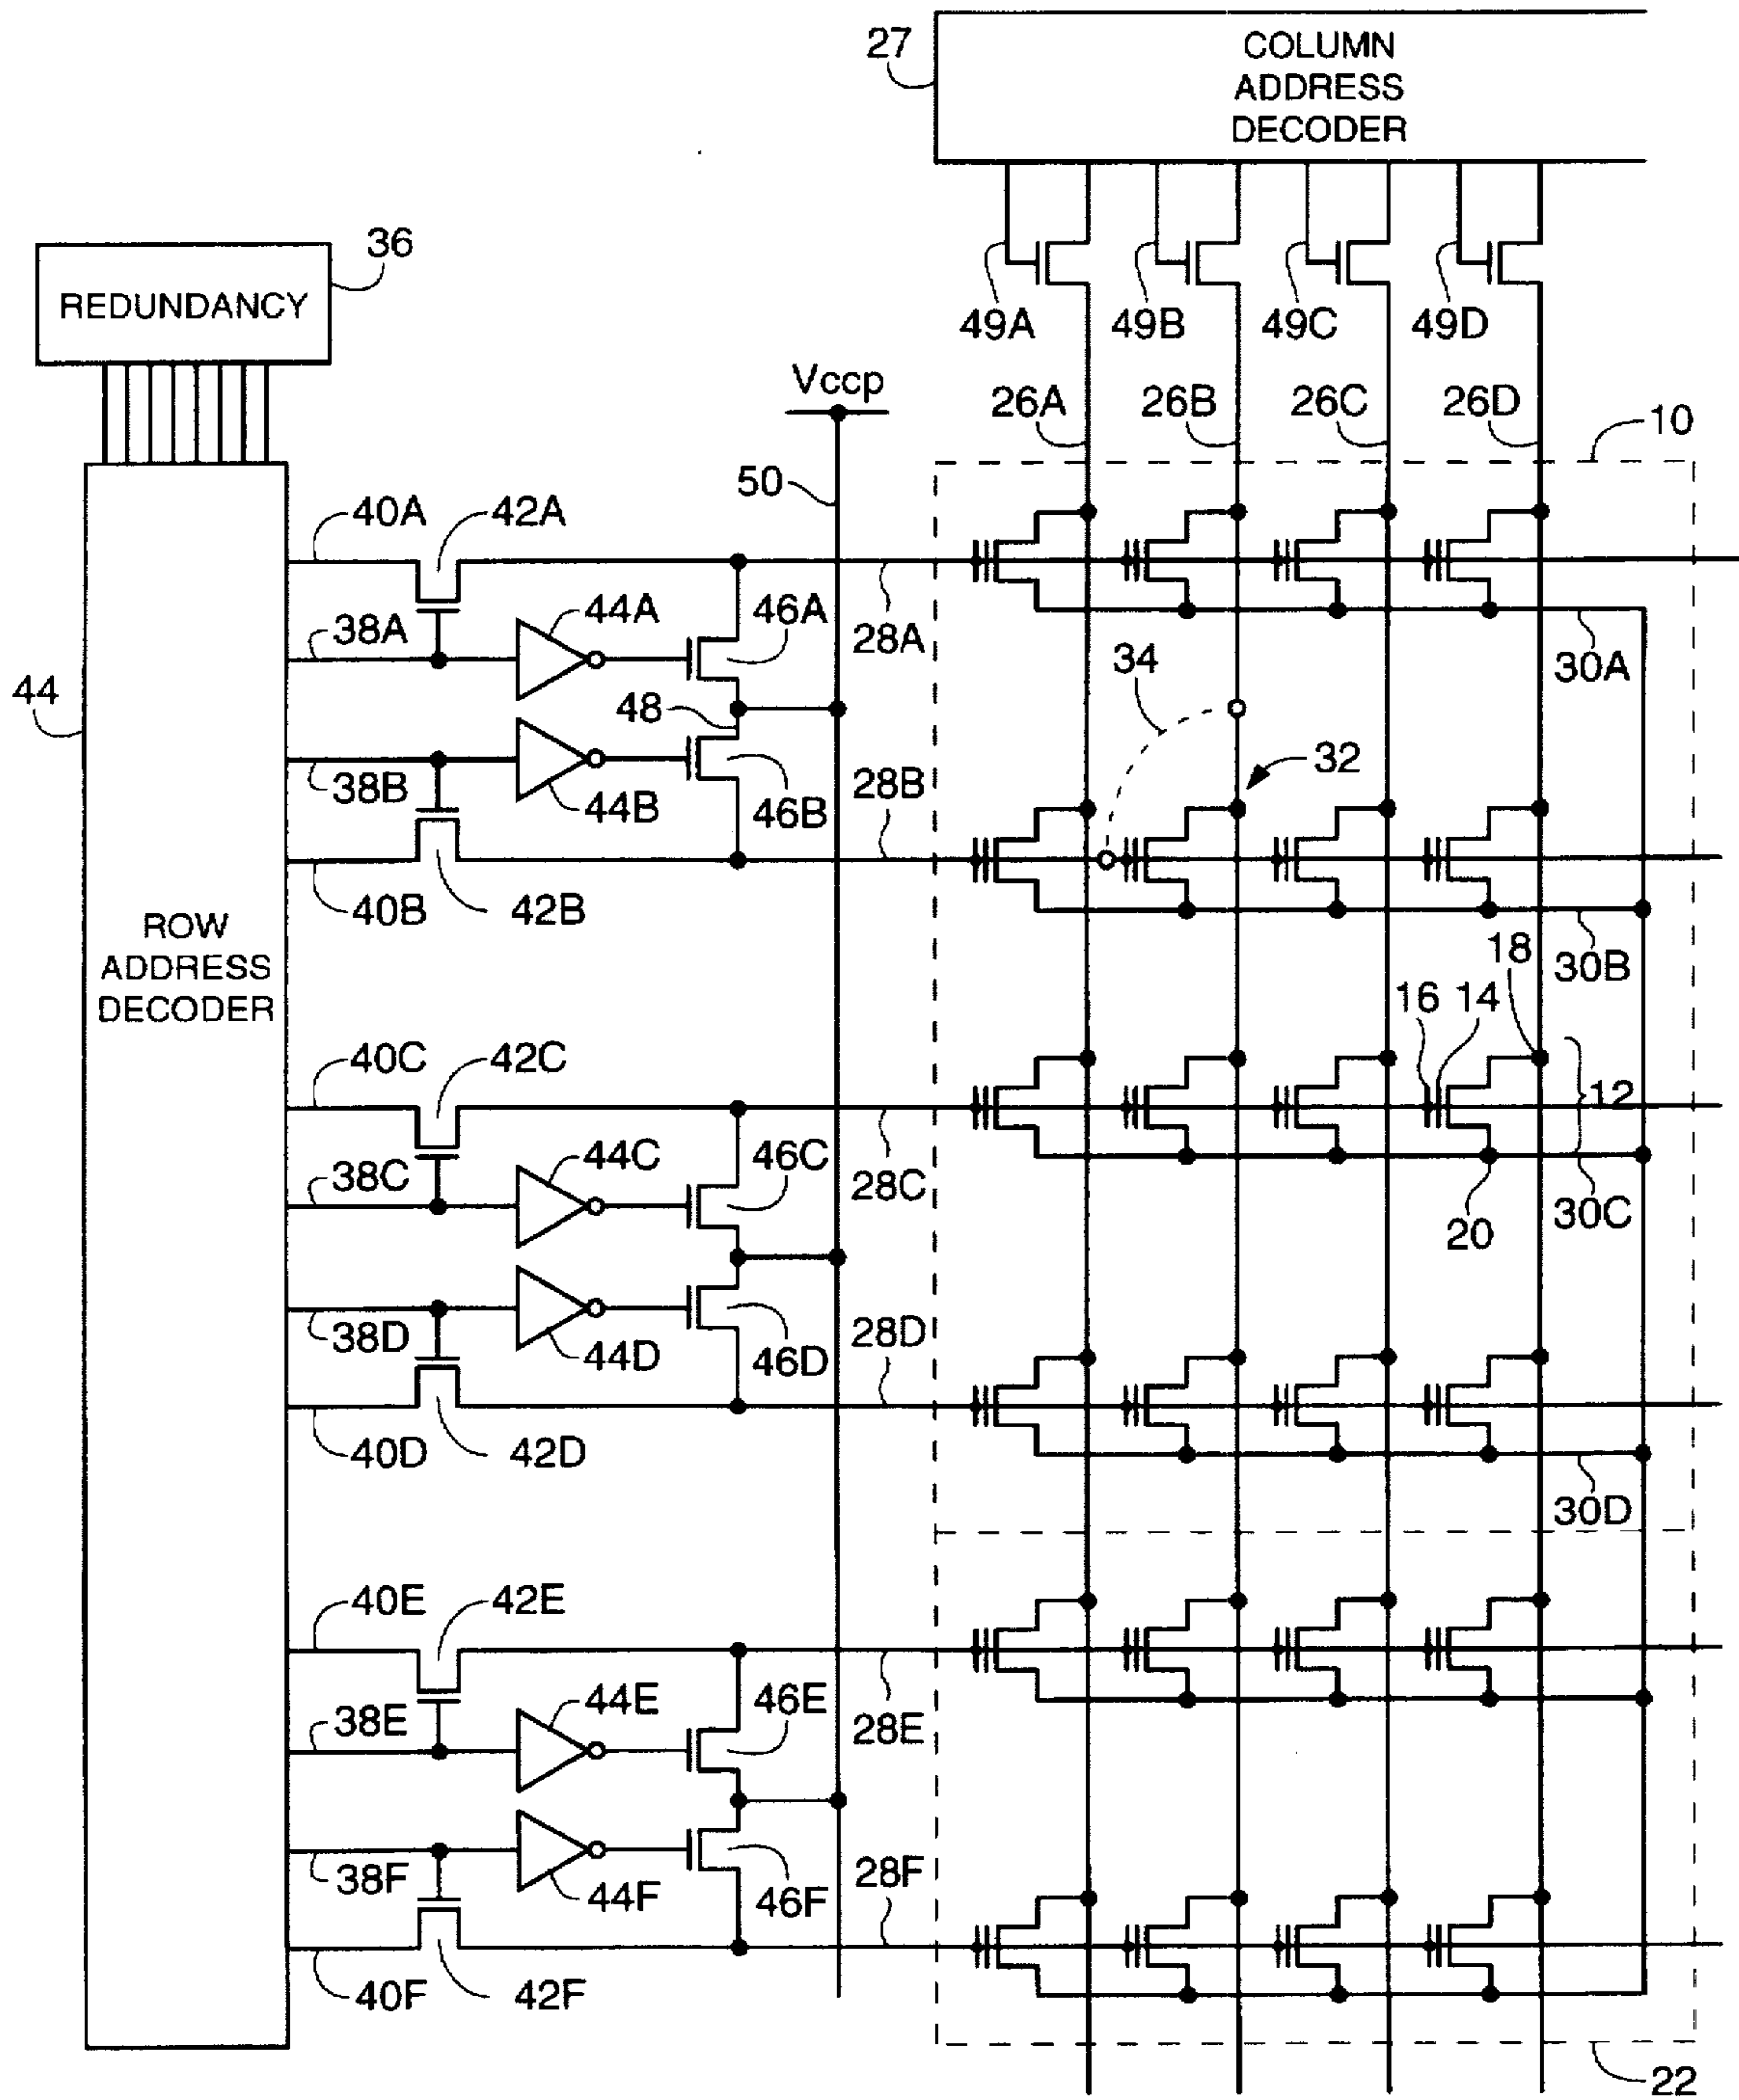 27
COLUMN
ADDRESS
DECODER
36
REDUNDANCY
49A
49B
49C
49D
Vccp
26A
26B
26C
26D
10
50
40A
42A
38A
44A
46A
28A
30A
44
48
34
38B
44B
46B
28B
32
40B
42B
ROW
ADDRESS
DECODER
30B
18
16
14
40C
42C
12
38C
44C
46C
28C
20
30C
38D
44D
46D
28D
40D
42D
30D
40E
42E
38E
44E
46E
28E
38F
44F
46F
28F
40F
42F
22